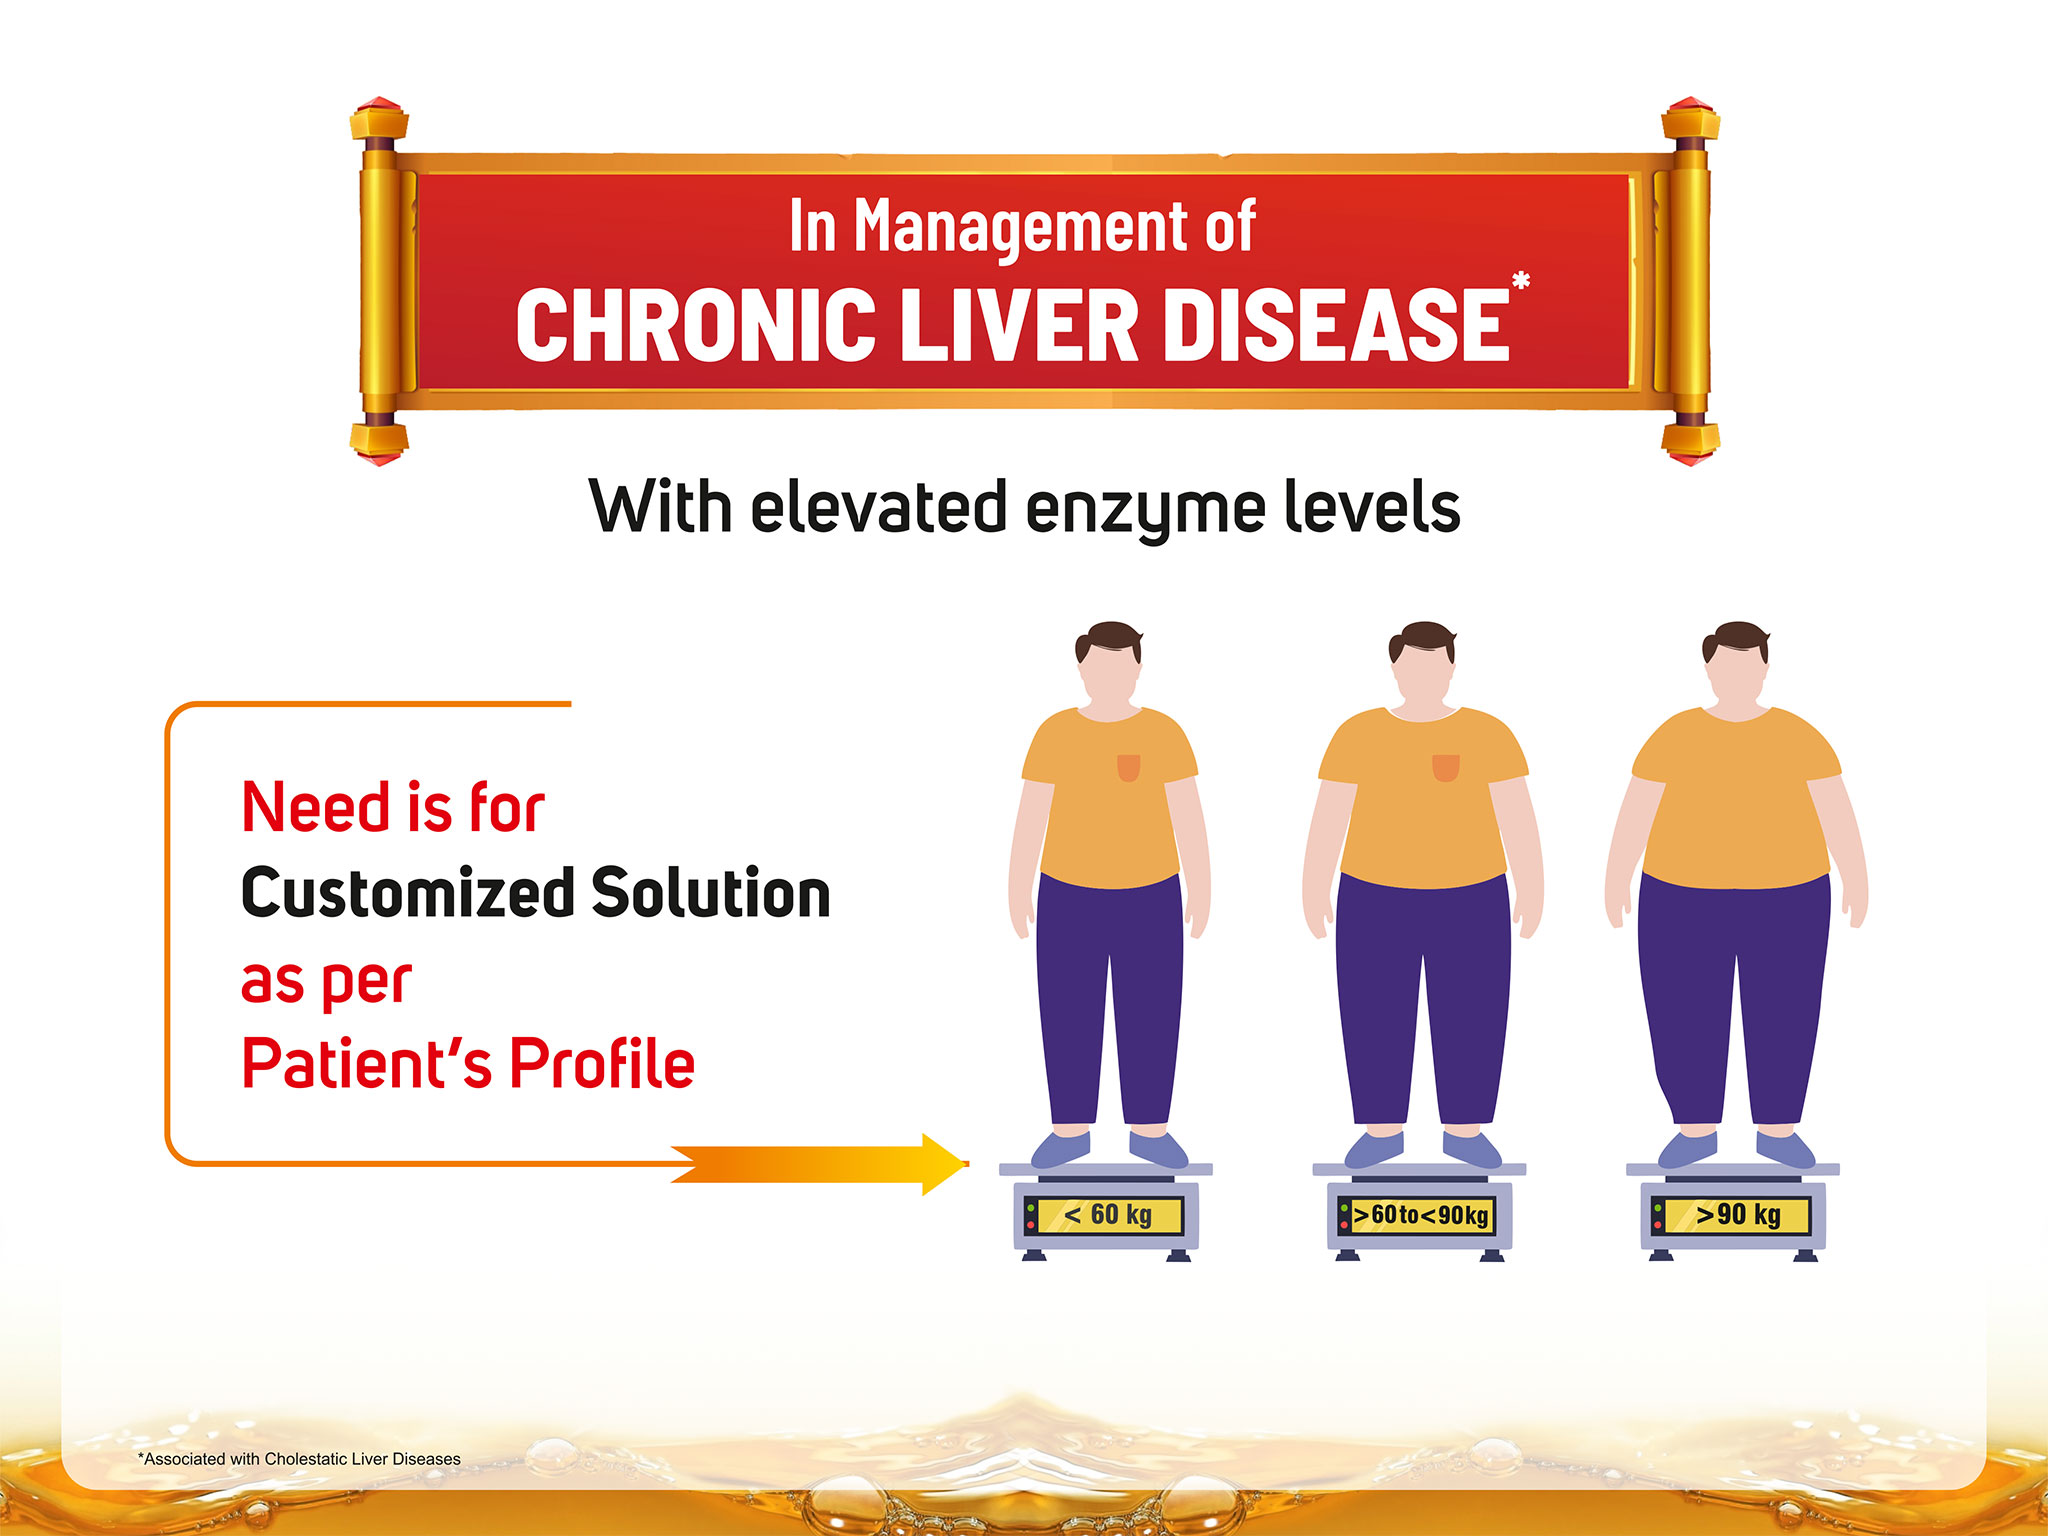 In Management of
CHRONIC LIVER DISEASE*
With elevated enzyme levels
Need is for
Customized Solution
as per
Patient's Profile
< 60 kg
>60 to <90 kg
>90 kg
*Associated with Cholestatic Liver Diseases